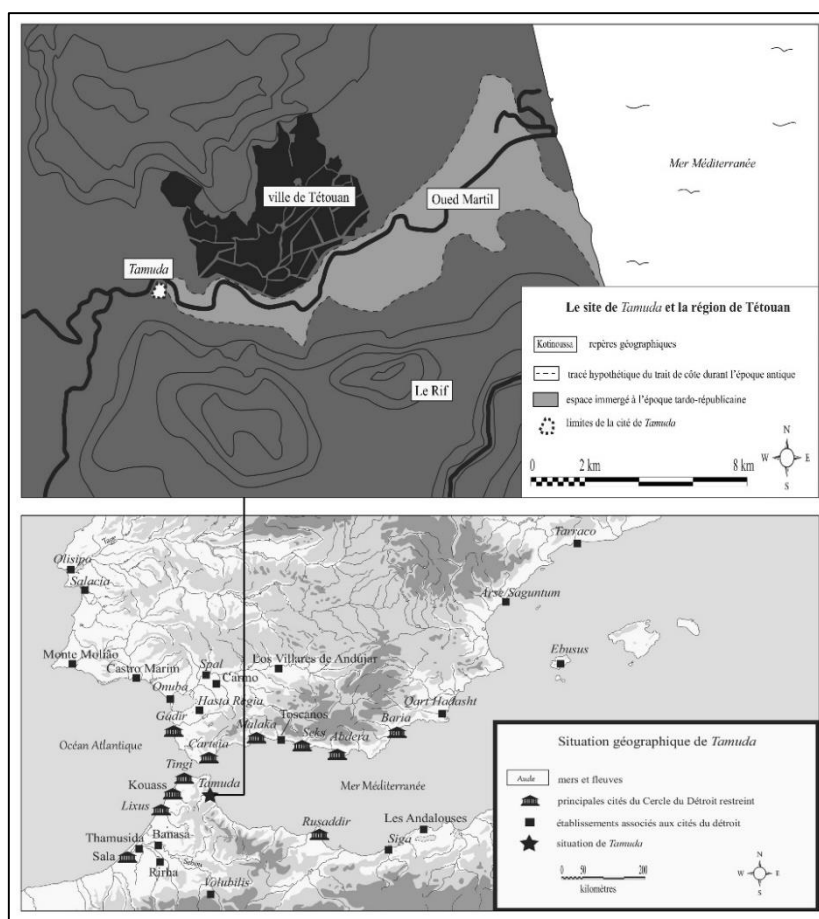 Mer Méditerranée
ville de Tétouan
Oued Martil
Tamuda
Le Rif
Le site de Tamuda et la région de Tétouan
Kotinoussa repères géographiques
tracé hypothétique du trait de côte durant l'époque antique
espace immergé à l'époque tardo-républicaine
limites de la cité de Tamuda
N
W E
S
0 2 km 8 km
Tarraco
Olisipo
Salacia
Arse/Saguntum
Monte Molião
Castro Marim
Spal
Carmo
Los Villares de Andújar
Ebusus
Onuba
Hasta Regia
Qart Hadasht
Gadir
Malaka
Toscanos
Seks
Abdera
Baria
Océan Atlantique
Carteia
Tingi
Tamuda
Mer Méditerranée
Kouass
Lixus
Rusaddir
Les Andalouses
Siga
Thamusida
Banasa
Sala
Rirha
Volubilis
Situation géographique de Tamuda
mers et fleuves
principales cités du Cercle du Détroit restreint
établissements associés aux cités du détroit
situation de Tamuda
0 50 200
kilomètres
N
W E
S